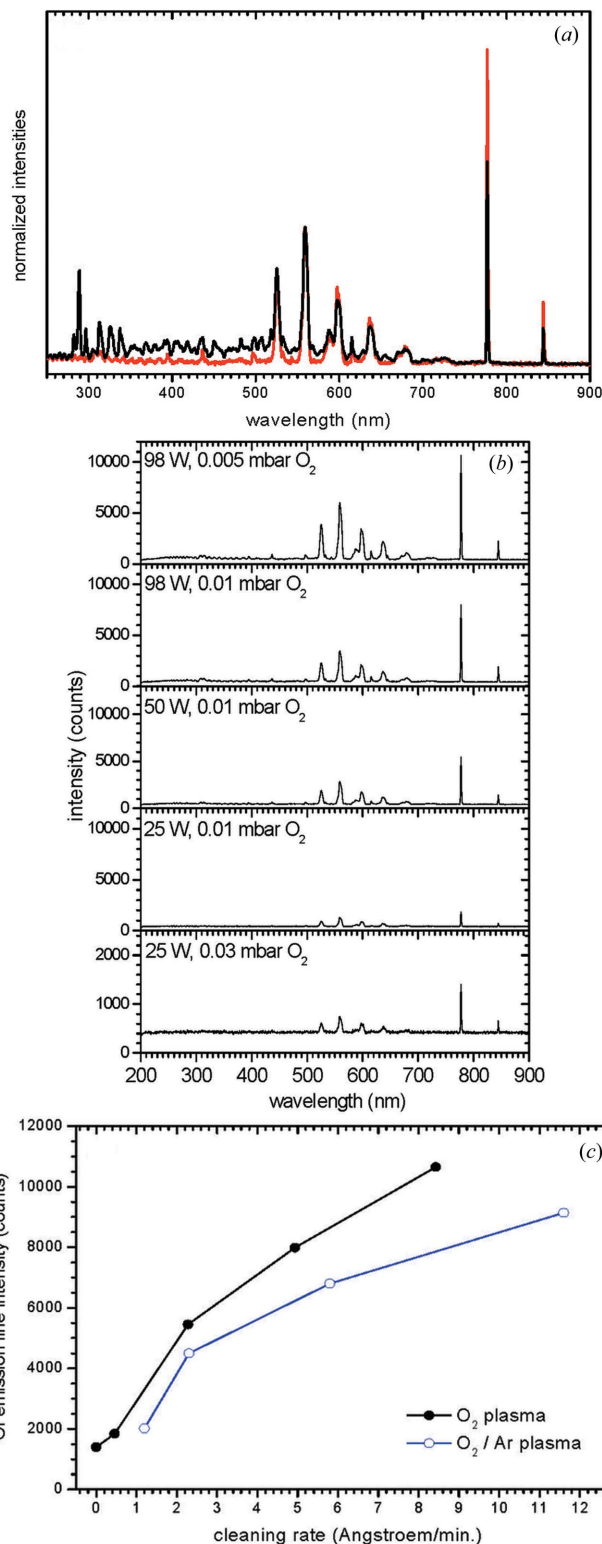 (a)
normalized intensities
300 400 500 600 700 800 900
wavelength (nm)
(b)
98 W, 0.005 mbar O2
10000
5000
0
98 W, 0.01 mbar O2
10000
5000
0
50 W, 0.01 mbar O2
10000
5000
0
25 W, 0.01 mbar O2
10000
5000
0
25 W, 0.03 mbar O2
2000
1000
0
intensity (counts)
200 300 400 500 600 700 800 900
wavelength (nm)
(c)
12000
10000
8000
6000
4000
2000
0
emission line intensity (counts)
O2 plasma
O2 / Ar plasma
0 1 2 3 4 5 6 7 8 9 10 11 12
cleaning rate (Angstroem/min.)